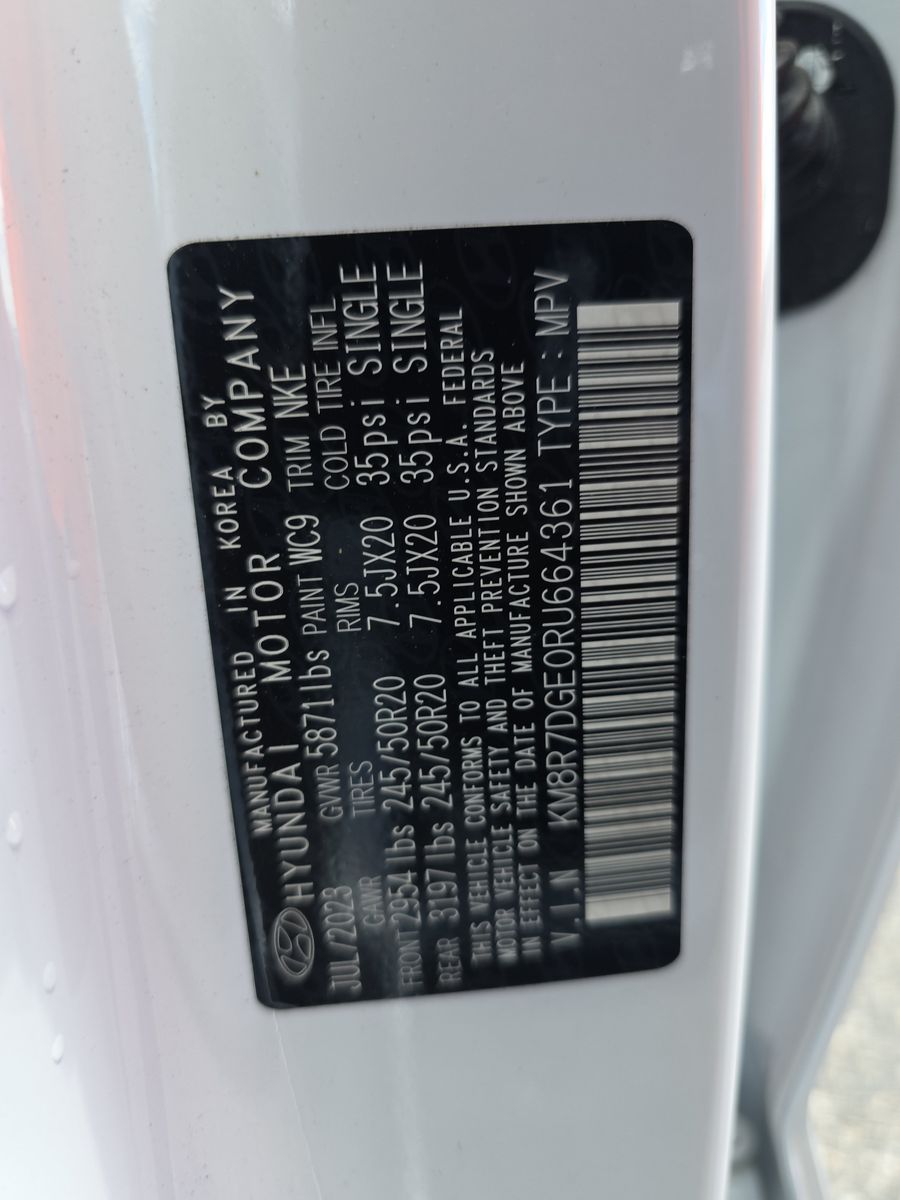 MANUFACTURED IN KOREA BY
HYUNDAI MOTOR COMPANY
JUL/2023 GVWR 5871lbs PAINT WC9 TRIM NKE
GAWR TIRES RIMS COLD TIRE INFL
FRONT 2954lbs 245/50R20 7.5JX20 35psi SINGLE
REAR 3197lbs 245/50R20 7.5JX20 35psi SINGLE
THIS VEHICLE CONFORMS TO ALL APPLICABLE U.S.A. FEDERAL
MOTOR VEHICLE SAFETY AND THEFT PREVENTION STANDARDS
IN EFFECT ON THE DATE OF MANUFACTURE SHOWN ABOVE
V.I.N KM8R7DGE0RU664361 TYPE : MPV